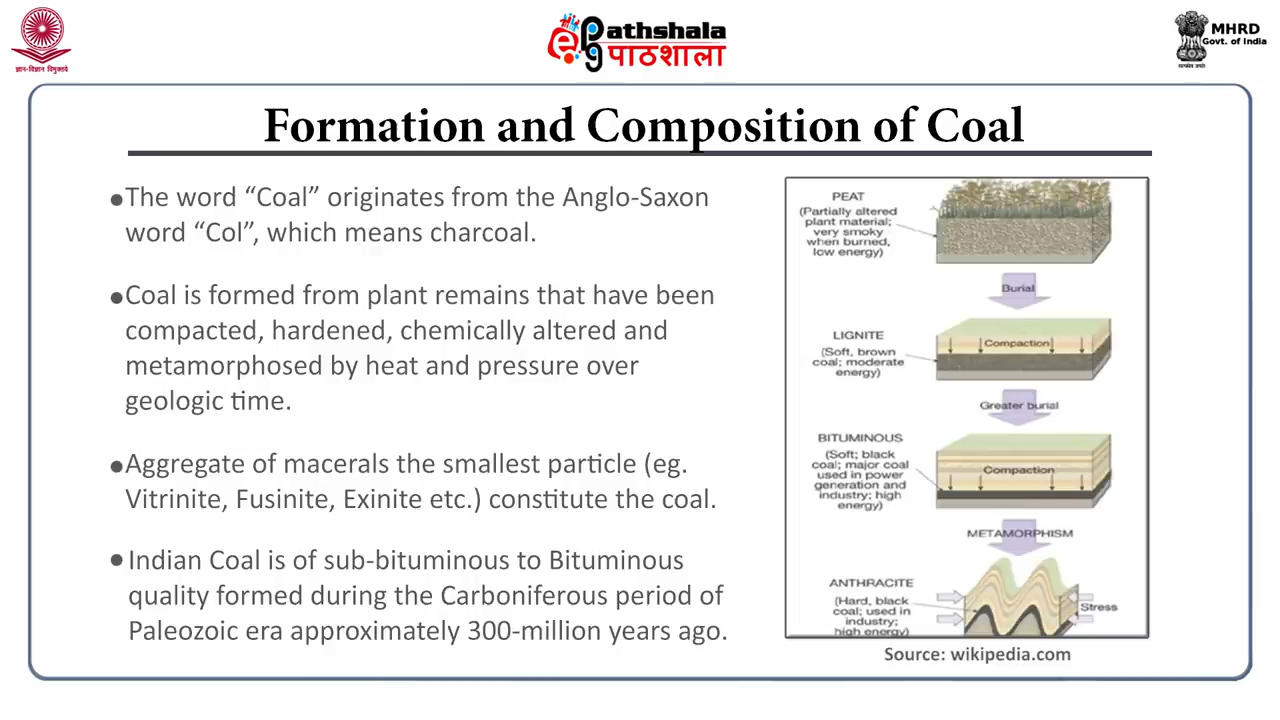 ज्ञान-विज्ञान विमुक्तये
epg Pathshala
पाठशाला
MHRD
Govt. of India
सत्यमेव जयते
Formation and Composition of Coal
●The word “Coal” originates from the Anglo-Saxon
word “Col”, which means charcoal.
●Coal is formed from plant remains that have been
compacted, hardened, chemically altered and
metamorphosed by heat and pressure over
geologic time.
●Aggregate of macerals the smallest particle (eg.
Vitrinite, Fusinite, Exinite etc.) constitute the coal.
● Indian Coal is of sub-bituminous to Bituminous
quality formed during the Carboniferous period of
Paleozoic era approximately 300-million years ago.
PEAT
(Partially altered
plant material;
very smoky
when burned,
low energy)
Burial
LIGNITE
(Soft, brown
coal; moderate
energy)
Compaction
Greater burial
BITUMINOUS
(Soft; black
coal; major coal
used in power
generation and
industry; high
energy)
Compaction
METAMORPHISM
ANTHRACITE
(Hard, black
coal; used in
industry;
high energy)
Stress
Source: wikipedia.com